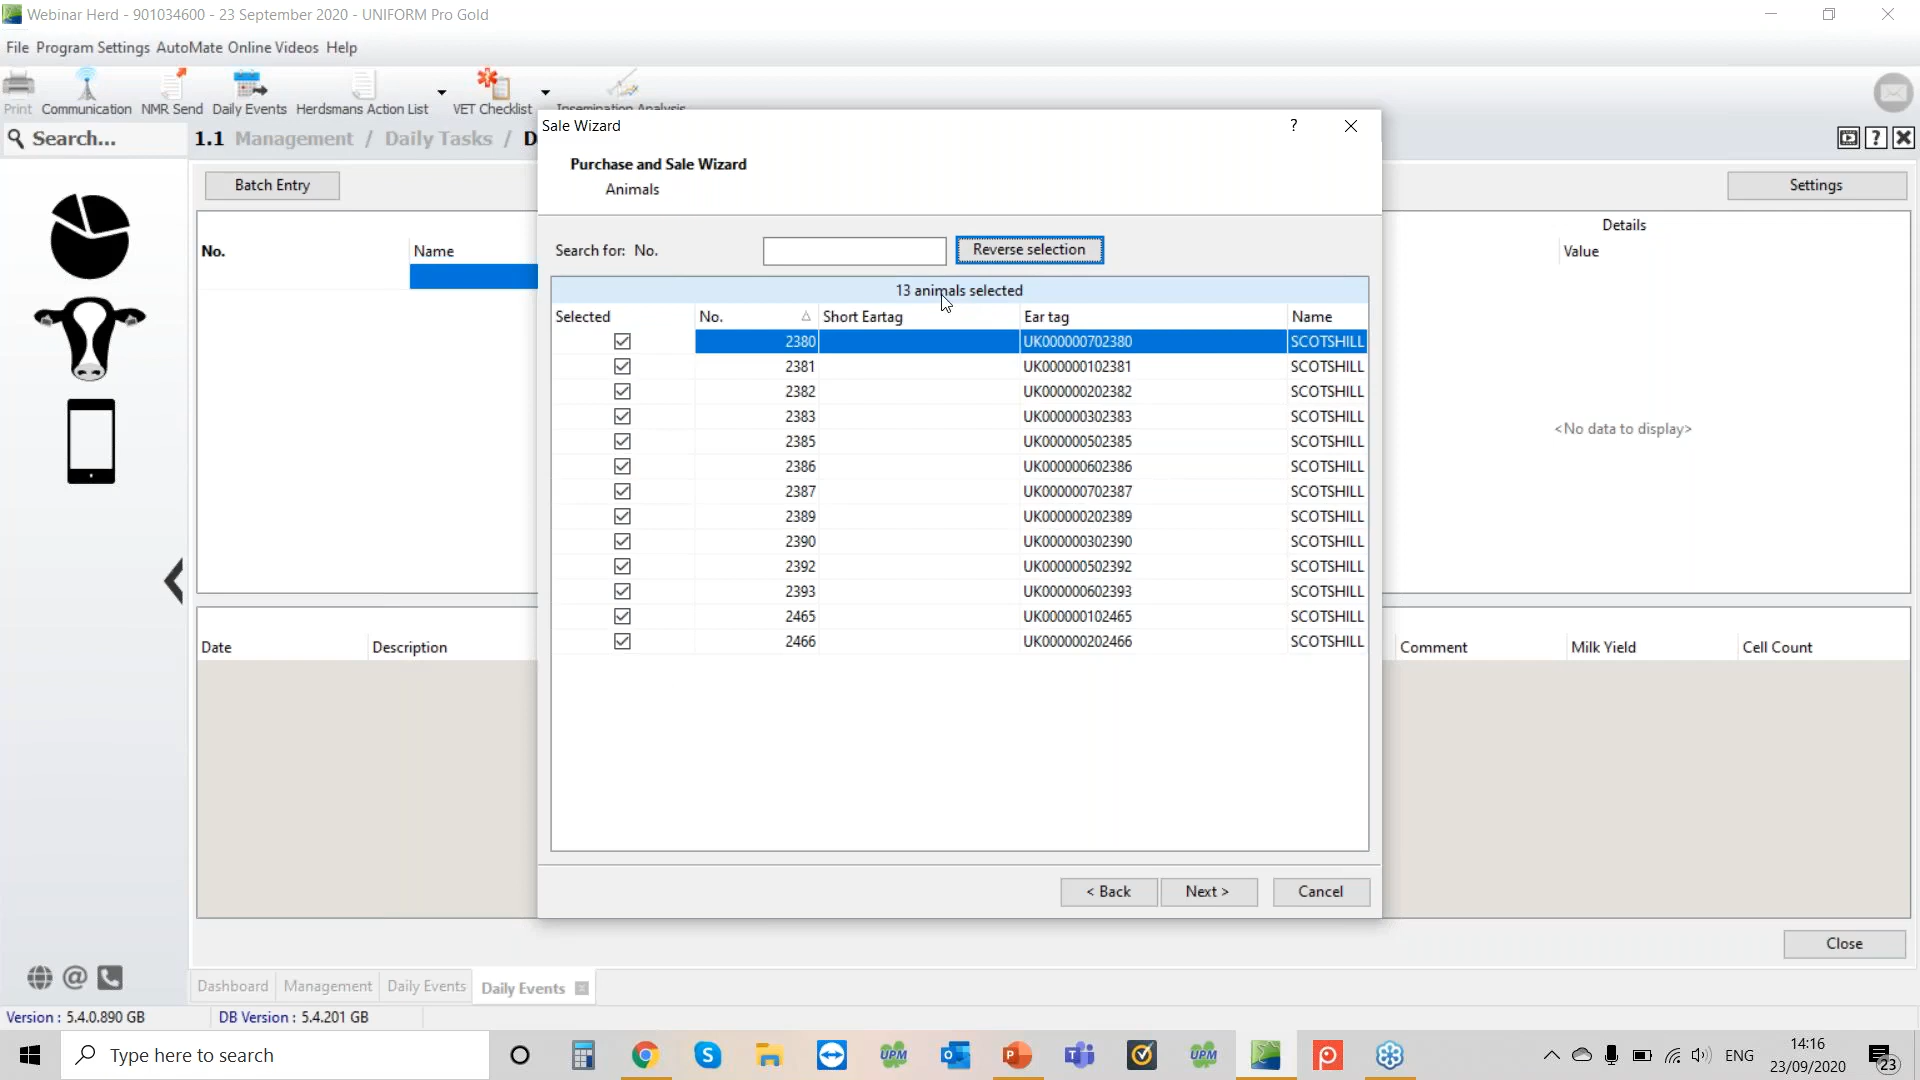 Webinar Herd - 901034600 - 23 September 2020 - UNIFORM Pro Gold
File Program Settings AutoMate Online Videos Help
Print Communication NMR Send Daily Events Herdsmans Action List VET Checklist Insemination Analysis
Search... 1.1 Management / Daily Tasks / D
Sale Wizard ?
Purchase and Sale Wizard
Animals
Batch Entry
Settings
Search for: No. Reverse selection
Details
No. Name
Value
13 animals selected
Selected No. Short Eartag Ear tag Name
2380 UK000000702380 SCOTSHILL
2381 UK000000102381 SCOTSHILL
2382 UK000000202382 SCOTSHILL
2383 UK000000302383 SCOTSHILL
2385 UK000000502385 SCOTSHILL
2386 UK000000602386 SCOTSHILL
2387 UK000000702387 SCOTSHILL
2389 UK000000202389 SCOTSHILL
2390 UK000000302390 SCOTSHILL
2392 UK000000502392 SCOTSHILL
2393 UK000000602393 SCOTSHILL
2465 UK000000102465 SCOTSHILL
2466 UK000000202466 SCOTSHILL
<No data to display>
Date Description Comment Milk Yield Cell Count
< Back Next > Cancel
Close
Dashboard Management Daily Events Daily Events
Version : 5.4.0.890 GB DB Version : 5.4.201 GB
Type here to search
UPM UPM
ENG
14:16
23/09/2020
23